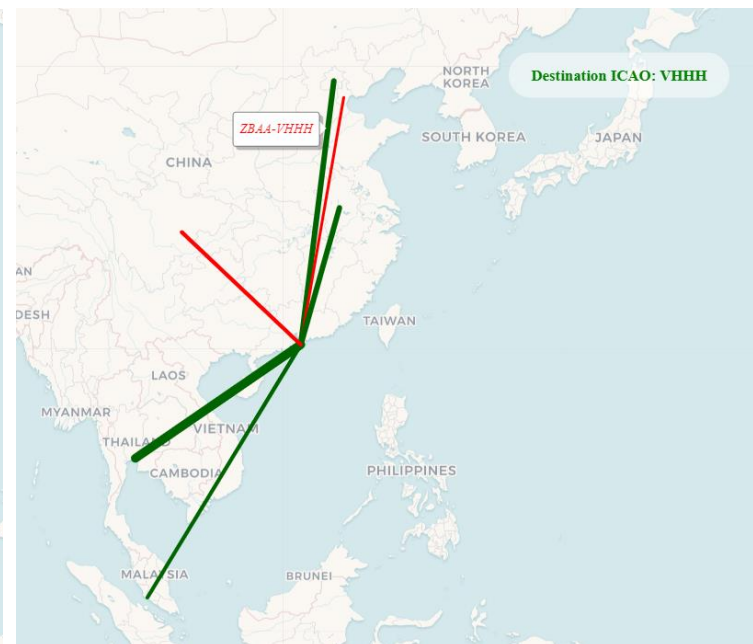 NORTH
KOREA
Destination ICAO: VHHH
ZBAA-VHHH
SOUTH KOREA
JAPAN
CHINA
AN
DESH
TAIWAN
LAOS
MYANMAR
THAILAND
VIETNAM
CAMBODIA
PHILIPPINES
MALAYSIA
BRUNEI